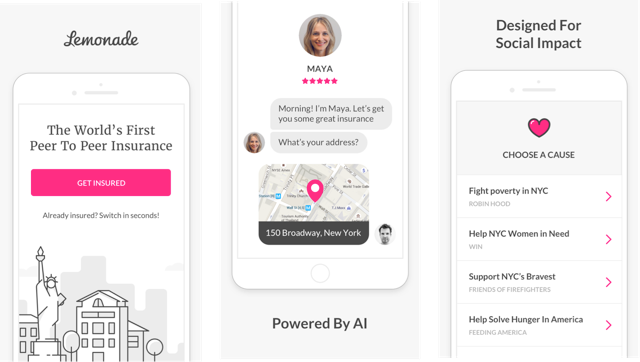 Lemonade
The World's First
Peer To Peer Insurance
GET INSURED
Already insured? Switch in seconds!
MAYA
Morning! I'm Maya. Let's get
you some great insurance
What's your address?
150 Broadway, New York
Powered By AI
Designed For
Social Impact
CHOOSE A CAUSE
Fight poverty in NYC
ROBIN HOOD
Help NYC Women in Need
WIN
Support NYC's Bravest
FRIENDS OF FIREFIGHTERS
Help Solve Hunger In America
FEEDING AMERICA